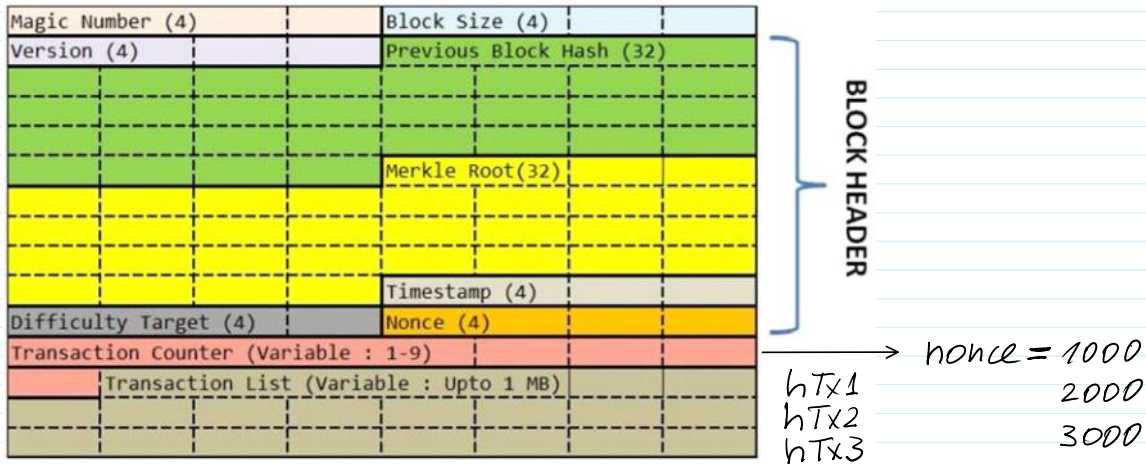 Magic Number (4) Block Size (4)
Version (4) Previous Block Hash (32)
Merkle Root(32)
Timestamp (4)
Difficulty Target (4) Nonce (4)
Transaction Counter (Variable : 1-9)
Transaction List (Variable : Upto 1 MB)
BLOCK HEADER
nonce = 1000
hTx1 2000
hTx2
hTx3 3000